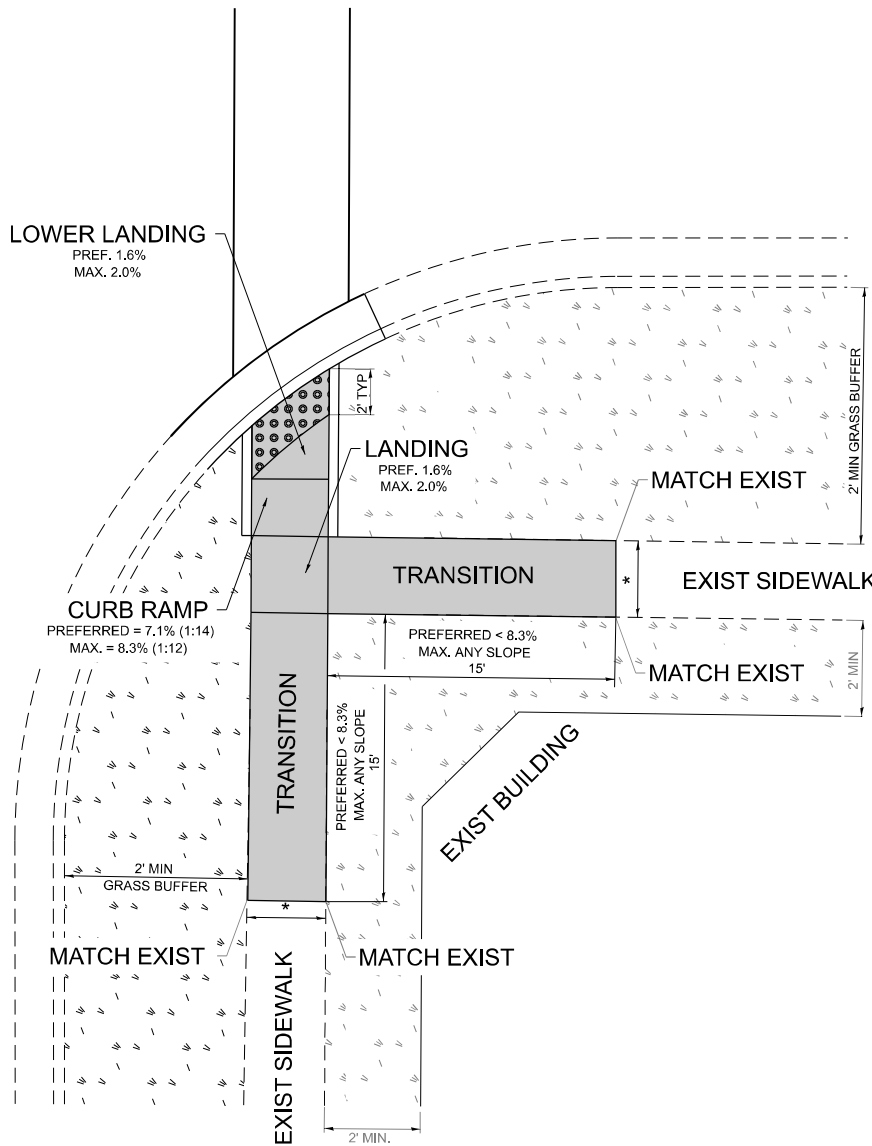 LOWER LANDING
PREF. 1.6%
MAX. 2.0%
2' TYP
LANDING
PREF. 1.6%
MAX. 2.0%
2' MIN GRASS BUFFER
MATCH EXIST
TRANSITION
*
EXIST SIDEWALK
CURB RAMP
PREFERRED = 7.1% (1:14)
MAX. = 8.3% (1:12)
PREFERRED < 8.3%
MAX. ANY SLOPE
15'
MATCH EXIST
2' MIN
TRANSITION
PREFERRED < 8.3%
MAX. ANY SLOPE
15'
EXIST BUILDING
2' MIN
GRASS BUFFER
*
MATCH EXIST
MATCH EXIST
EXIST SIDEWALK
2' MIN.